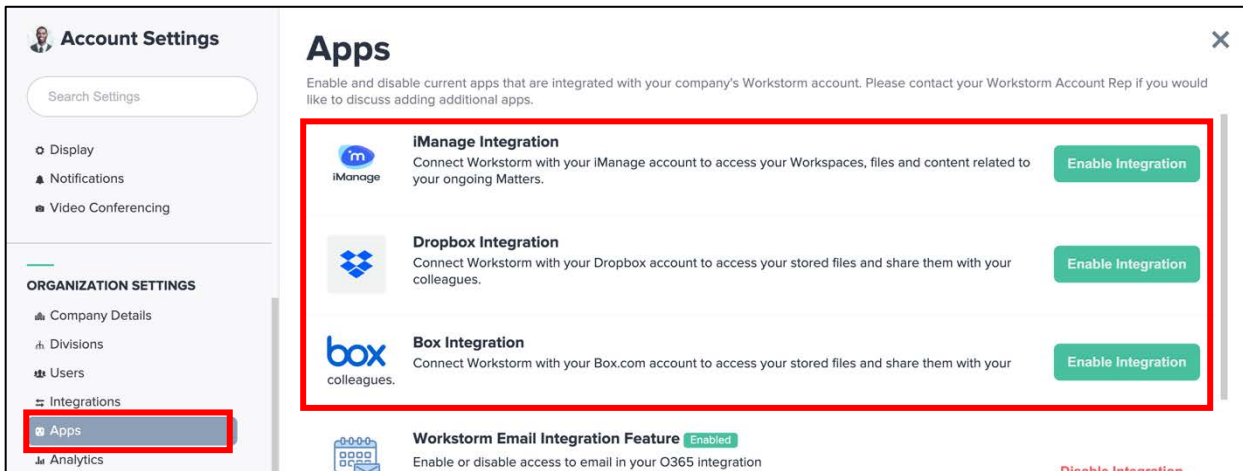 Account Settings
Search Settings
Display
Notifications
Video Conferencing
ORGANIZATION SETTINGS
Company Details
Divisions
Users
Integrations
Apps
Analytics
Apps
Enable and disable current apps that are integrated with your company's Workstorm account. Please contact your Workstorm Account Rep if you would
like to discuss adding additional apps.
m
iManage
iManage Integration
Connect Workstorm with your iManage account to access your Workspaces, files and content related to
your ongoing Matters.
Enable Integration
Dropbox Integration
Connect Workstorm with your Dropbox account to access your stored files and share them with your
colleagues.
Enable Integration
box
Box Integration
Connect Workstorm with your Box.com account to access your stored files and share them with your
colleagues.
Enable Integration
Workstorm Email Integration Feature Enabled
Enable or disable access to email in your O365 integration
Disable Integration